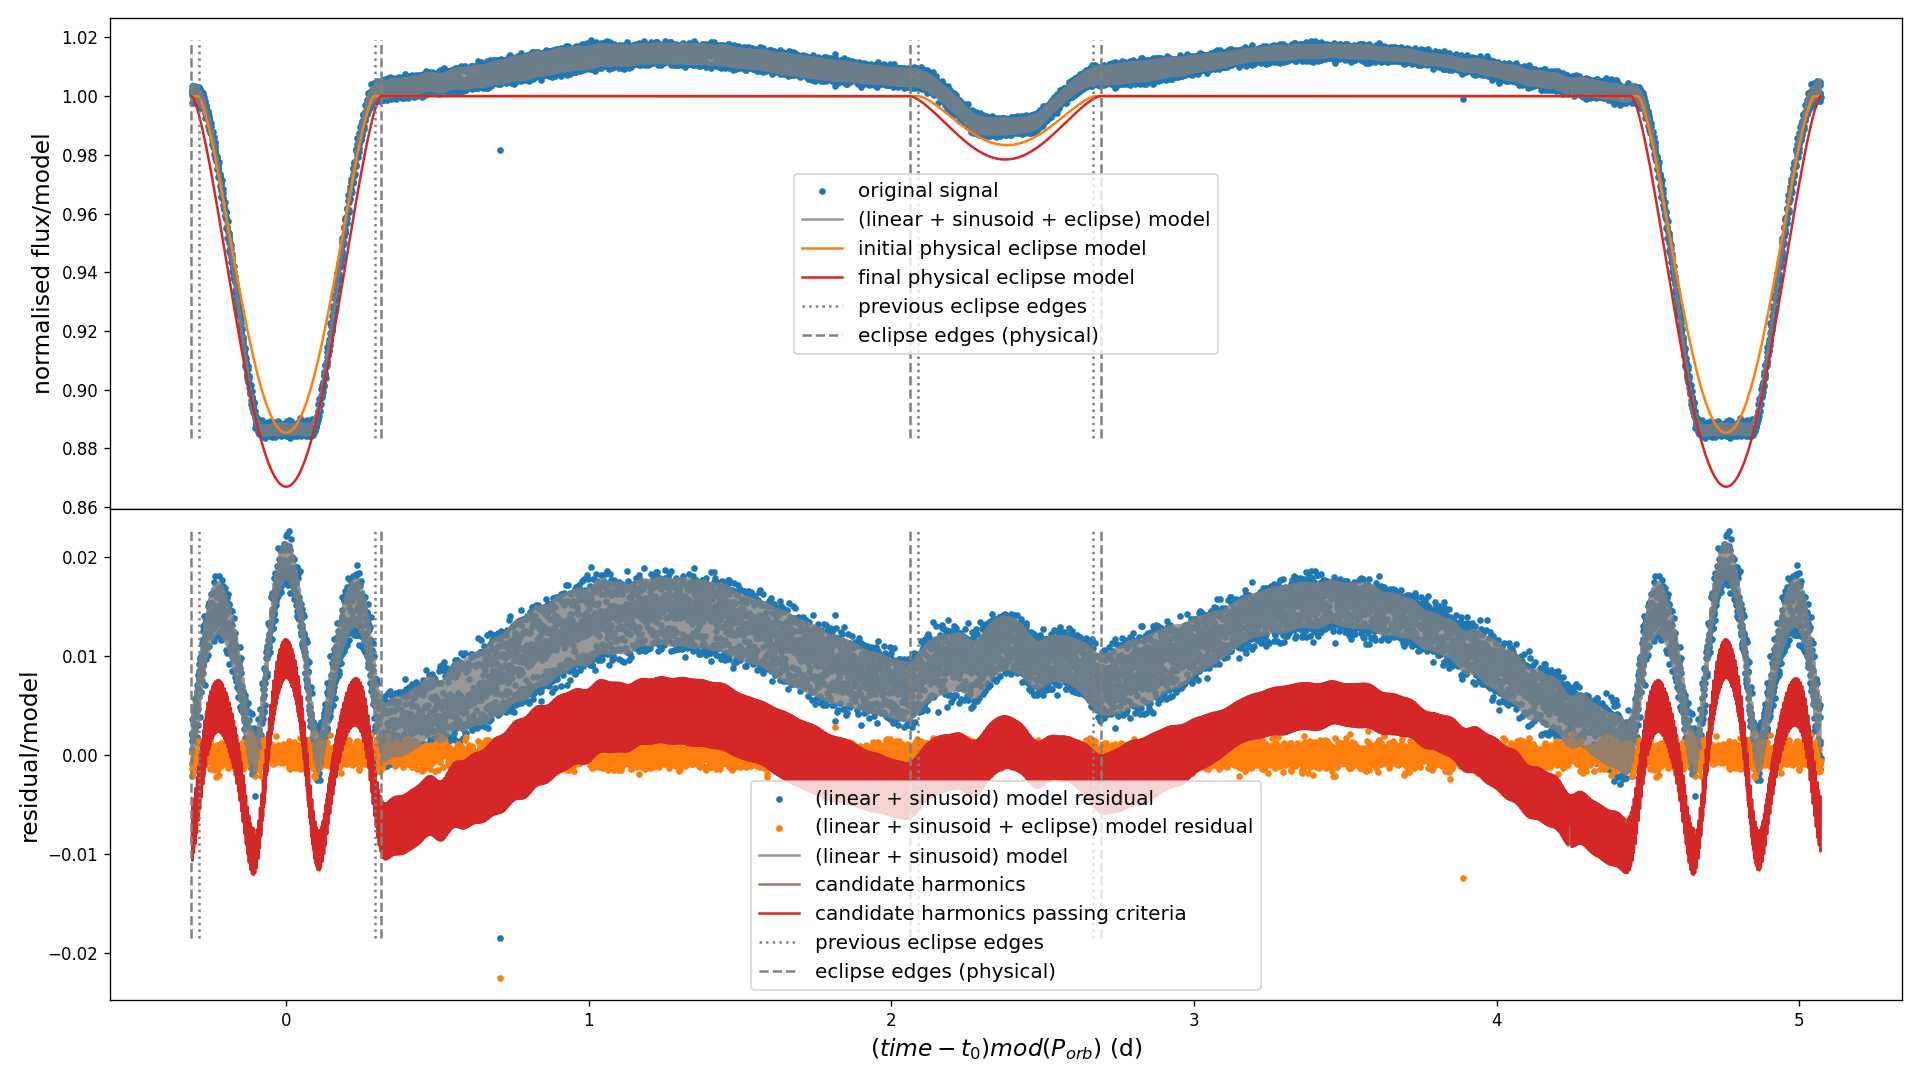 1.02
1.00
0.98
0.96
0.94
0.92
0.90
0.88
0.86
normalised flux/model
original signal
(linear + sinusoid + eclipse) model
initial physical eclipse model
final physical eclipse model
previous eclipse edges
eclipse edges (physical)
0.02
0.01
0.00
−0.01
−0.02
residual/model
(linear + sinusoid) model residual
(linear + sinusoid + eclipse) model residual
(linear + sinusoid) model
candidate harmonics
candidate harmonics passing criteria
previous eclipse edges
eclipse edges (physical)
0 1 2 3 4 5
(time − t₀)mod(Pₒᵣb) (d)